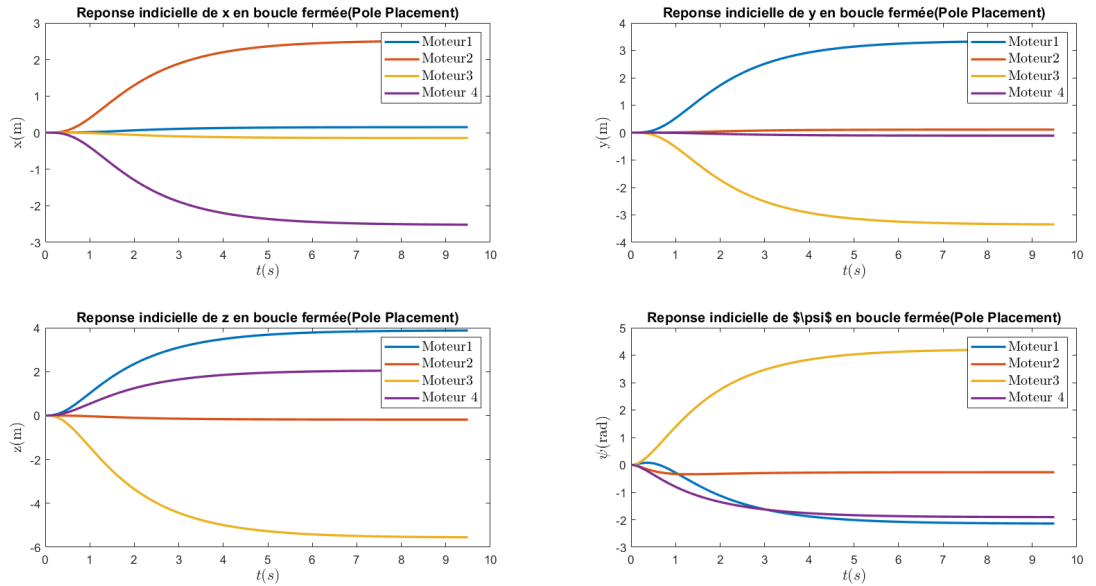 Reponse indicielle de x en boucle fermée(Pole Placement)
3
2
1
0
-1
-2
-3
x(m)
0 1 2 3 4 5 6 7 8 9 10
t(s)
Moteur1
Moteur2
Moteur3
Moteur 4
Reponse indicielle de y en boucle fermée(Pole Placement)
4
3
2
1
0
-1
-2
-3
-4
y(m)
0 1 2 3 4 5 6 7 8 9 10
t(s)
Moteur1
Moteur2
Moteur3
Moteur 4
Reponse indicielle de z en boucle fermée(Pole Placement)
4
2
0
-2
-4
-6
z(m)
0 1 2 3 4 5 6 7 8 9 10
t(s)
Moteur1
Moteur2
Moteur3
Moteur 4
Reponse indicielle de $\psi$ en boucle fermée(Pole Placement)
5
4
3
2
1
0
-1
-2
-3
ψ(rad)
0 1 2 3 4 5 6 7 8 9 10
t(s)
Moteur1
Moteur2
Moteur3
Moteur 4